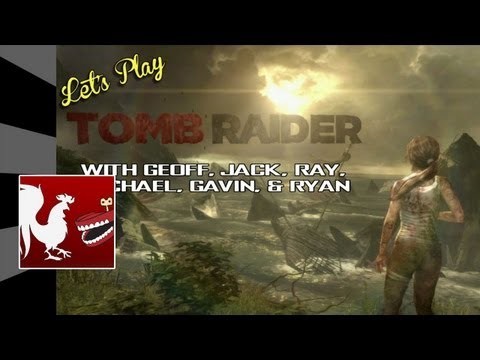 Let's Play
TOMB RAIDER
WITH GEOFF, JACK, RAY,
CHAEL, GAVIN, & RYAN